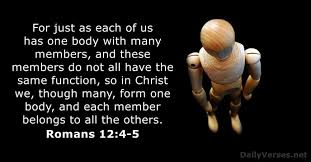 For just as each of us
has one body with many
members, and these
members do not all have
the same function, so in Christ
we, though many, form one
body, and each member
belongs to all the others.
Romans 12:4-5
DailyVerses.net